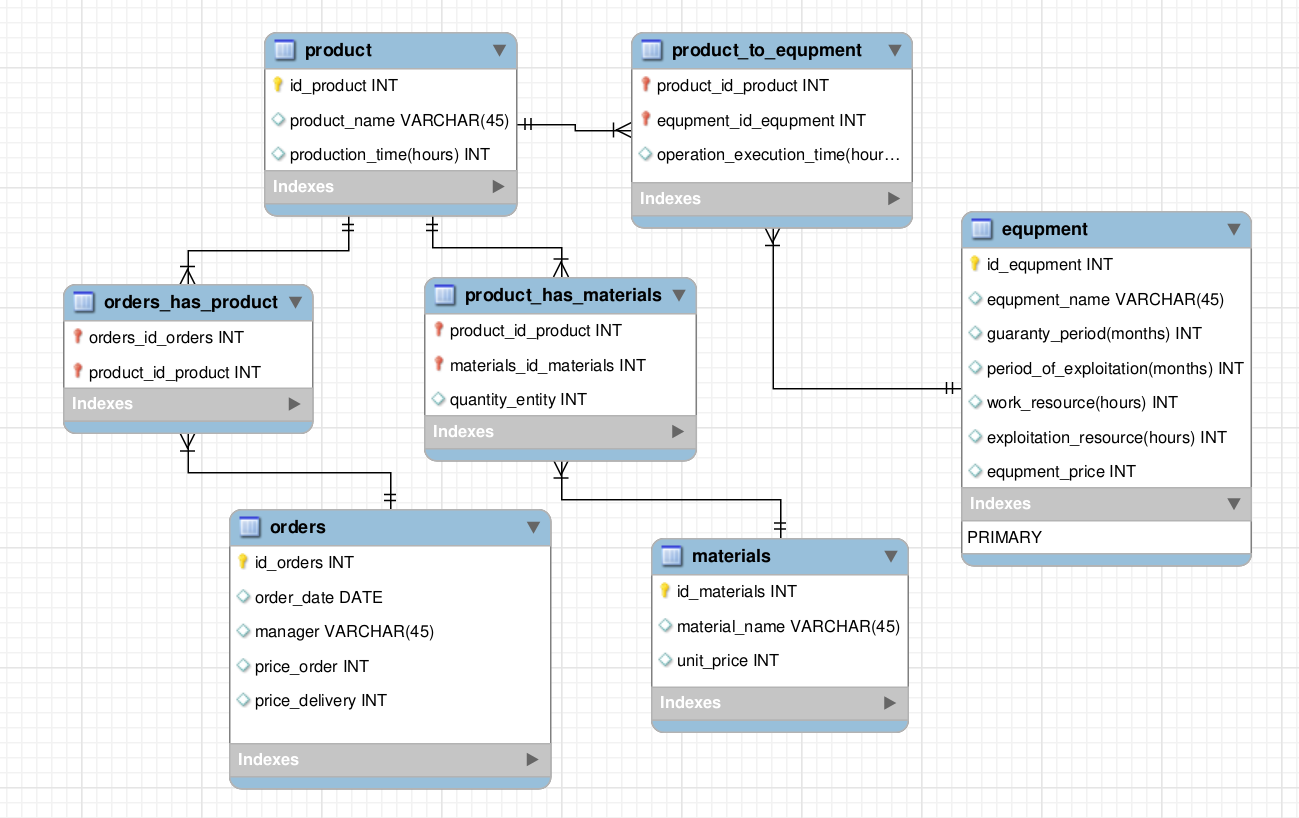 product
id_product INT
product_name VARCHAR(45)
production_time(hours) INT
Indexes
product_to_equpment
product_id_product INT
equpment_id_equpment INT
operation_execution_time(hour...
Indexes
equpment
id_equpment INT
equpment_name VARCHAR(45)
guaranty_period(months) INT
period_of_exploitation(months) INT
work_resource(hours) INT
exploitation_resource(hours) INT
equpment_price INT
Indexes
PRIMARY
orders_has_product
orders_id_orders INT
product_id_product INT
Indexes
product_has_materials
product_id_product INT
materials_id_materials INT
quantity_entity INT
Indexes
orders
id_orders INT
order_date DATE
manager VARCHAR(45)
price_order INT
price_delivery INT
Indexes
materials
id_materials INT
material_name VARCHAR(45)
unit_price INT
Indexes